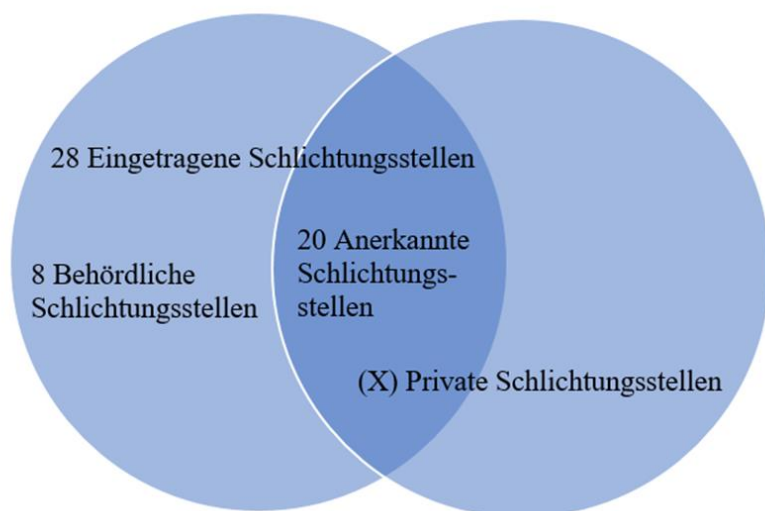 28 Eingetragene Schlichtungsstellen
20 Anerkannte
Schlichtungs-
stellen
8 Behördliche
Schlichtungsstellen
(X) Private Schlichtungsstellen